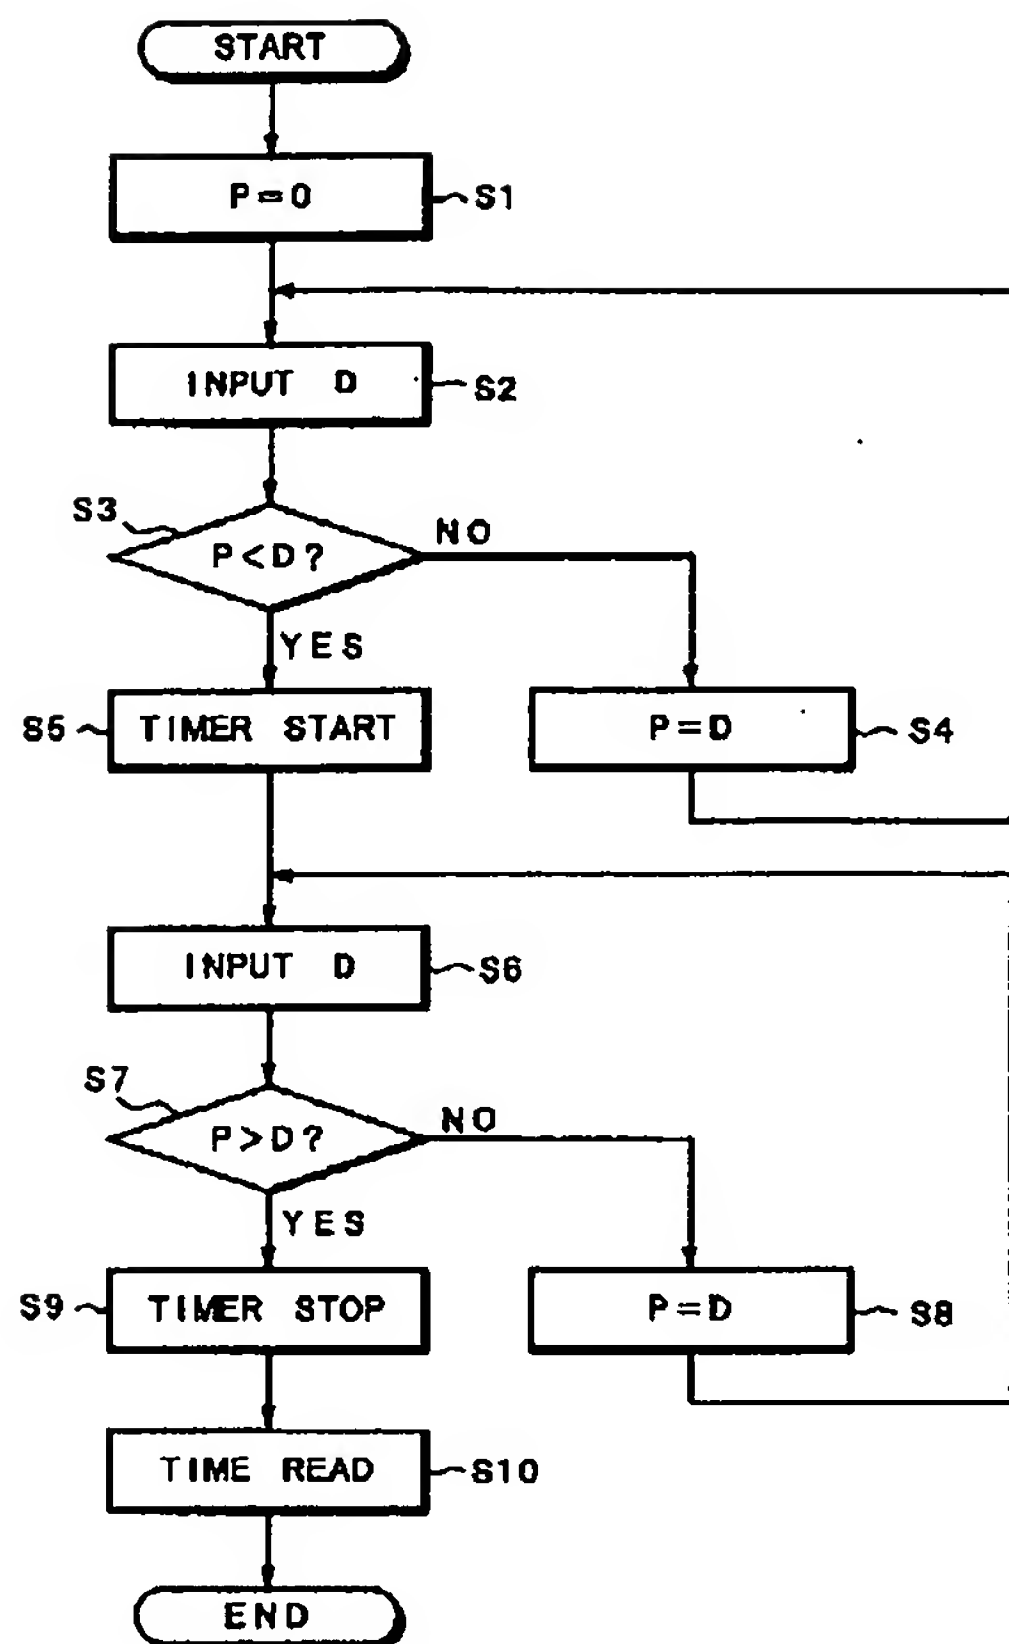 START
P=0
S1
INPUT D
S2
S3
P<D?
NO
YES
S5
TIMER START
P=D
S4
INPUT D
S6
S7
P>D?
NO
YES
S9
TIMER STOP
P=D
S8
TIME READ
S10
END